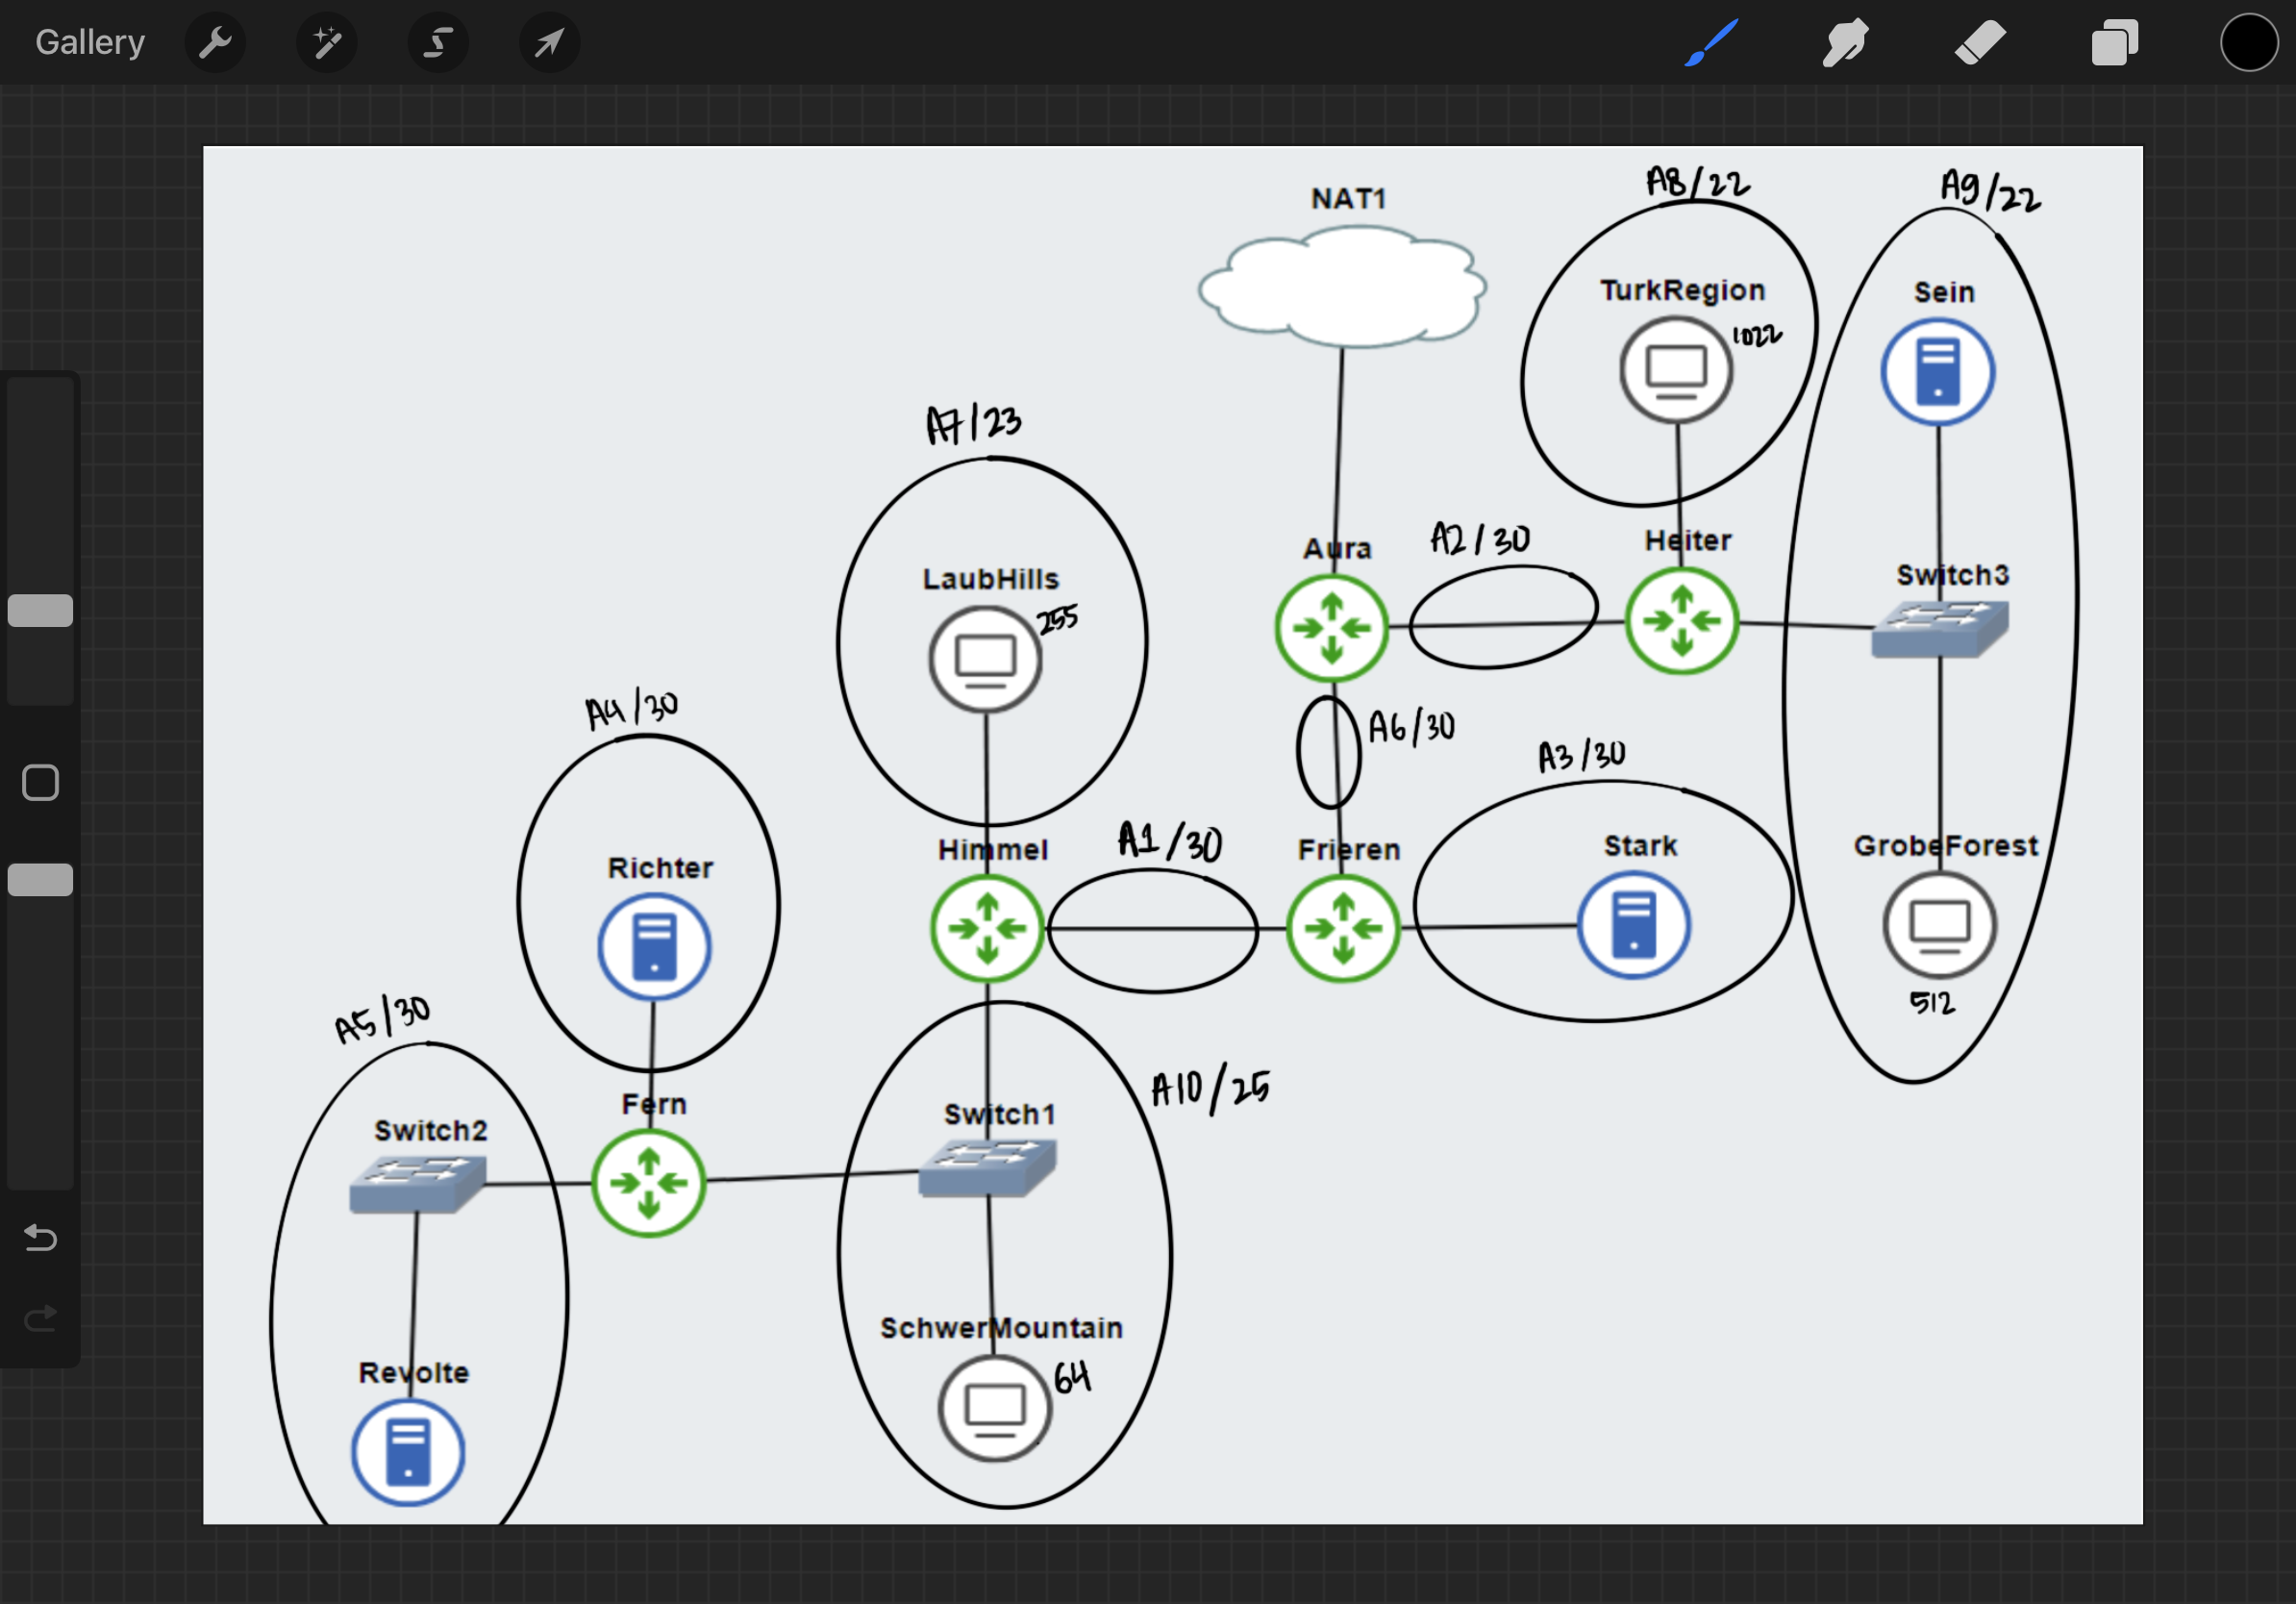 Gallery
NAT1
A8/22
A9/22
TurkRegion
1022
Sein
A7/23
Aura
A2/30
Heiter
LaubHills
255
Switch3
A4/30
A6/30
A3/30
Himmel
A1/30
Frieren
Stark
GrobeForest
Richter
512
A5/30
A10/25
Fern
Switch1
Switch2
SchwerMountain
64
Revolte